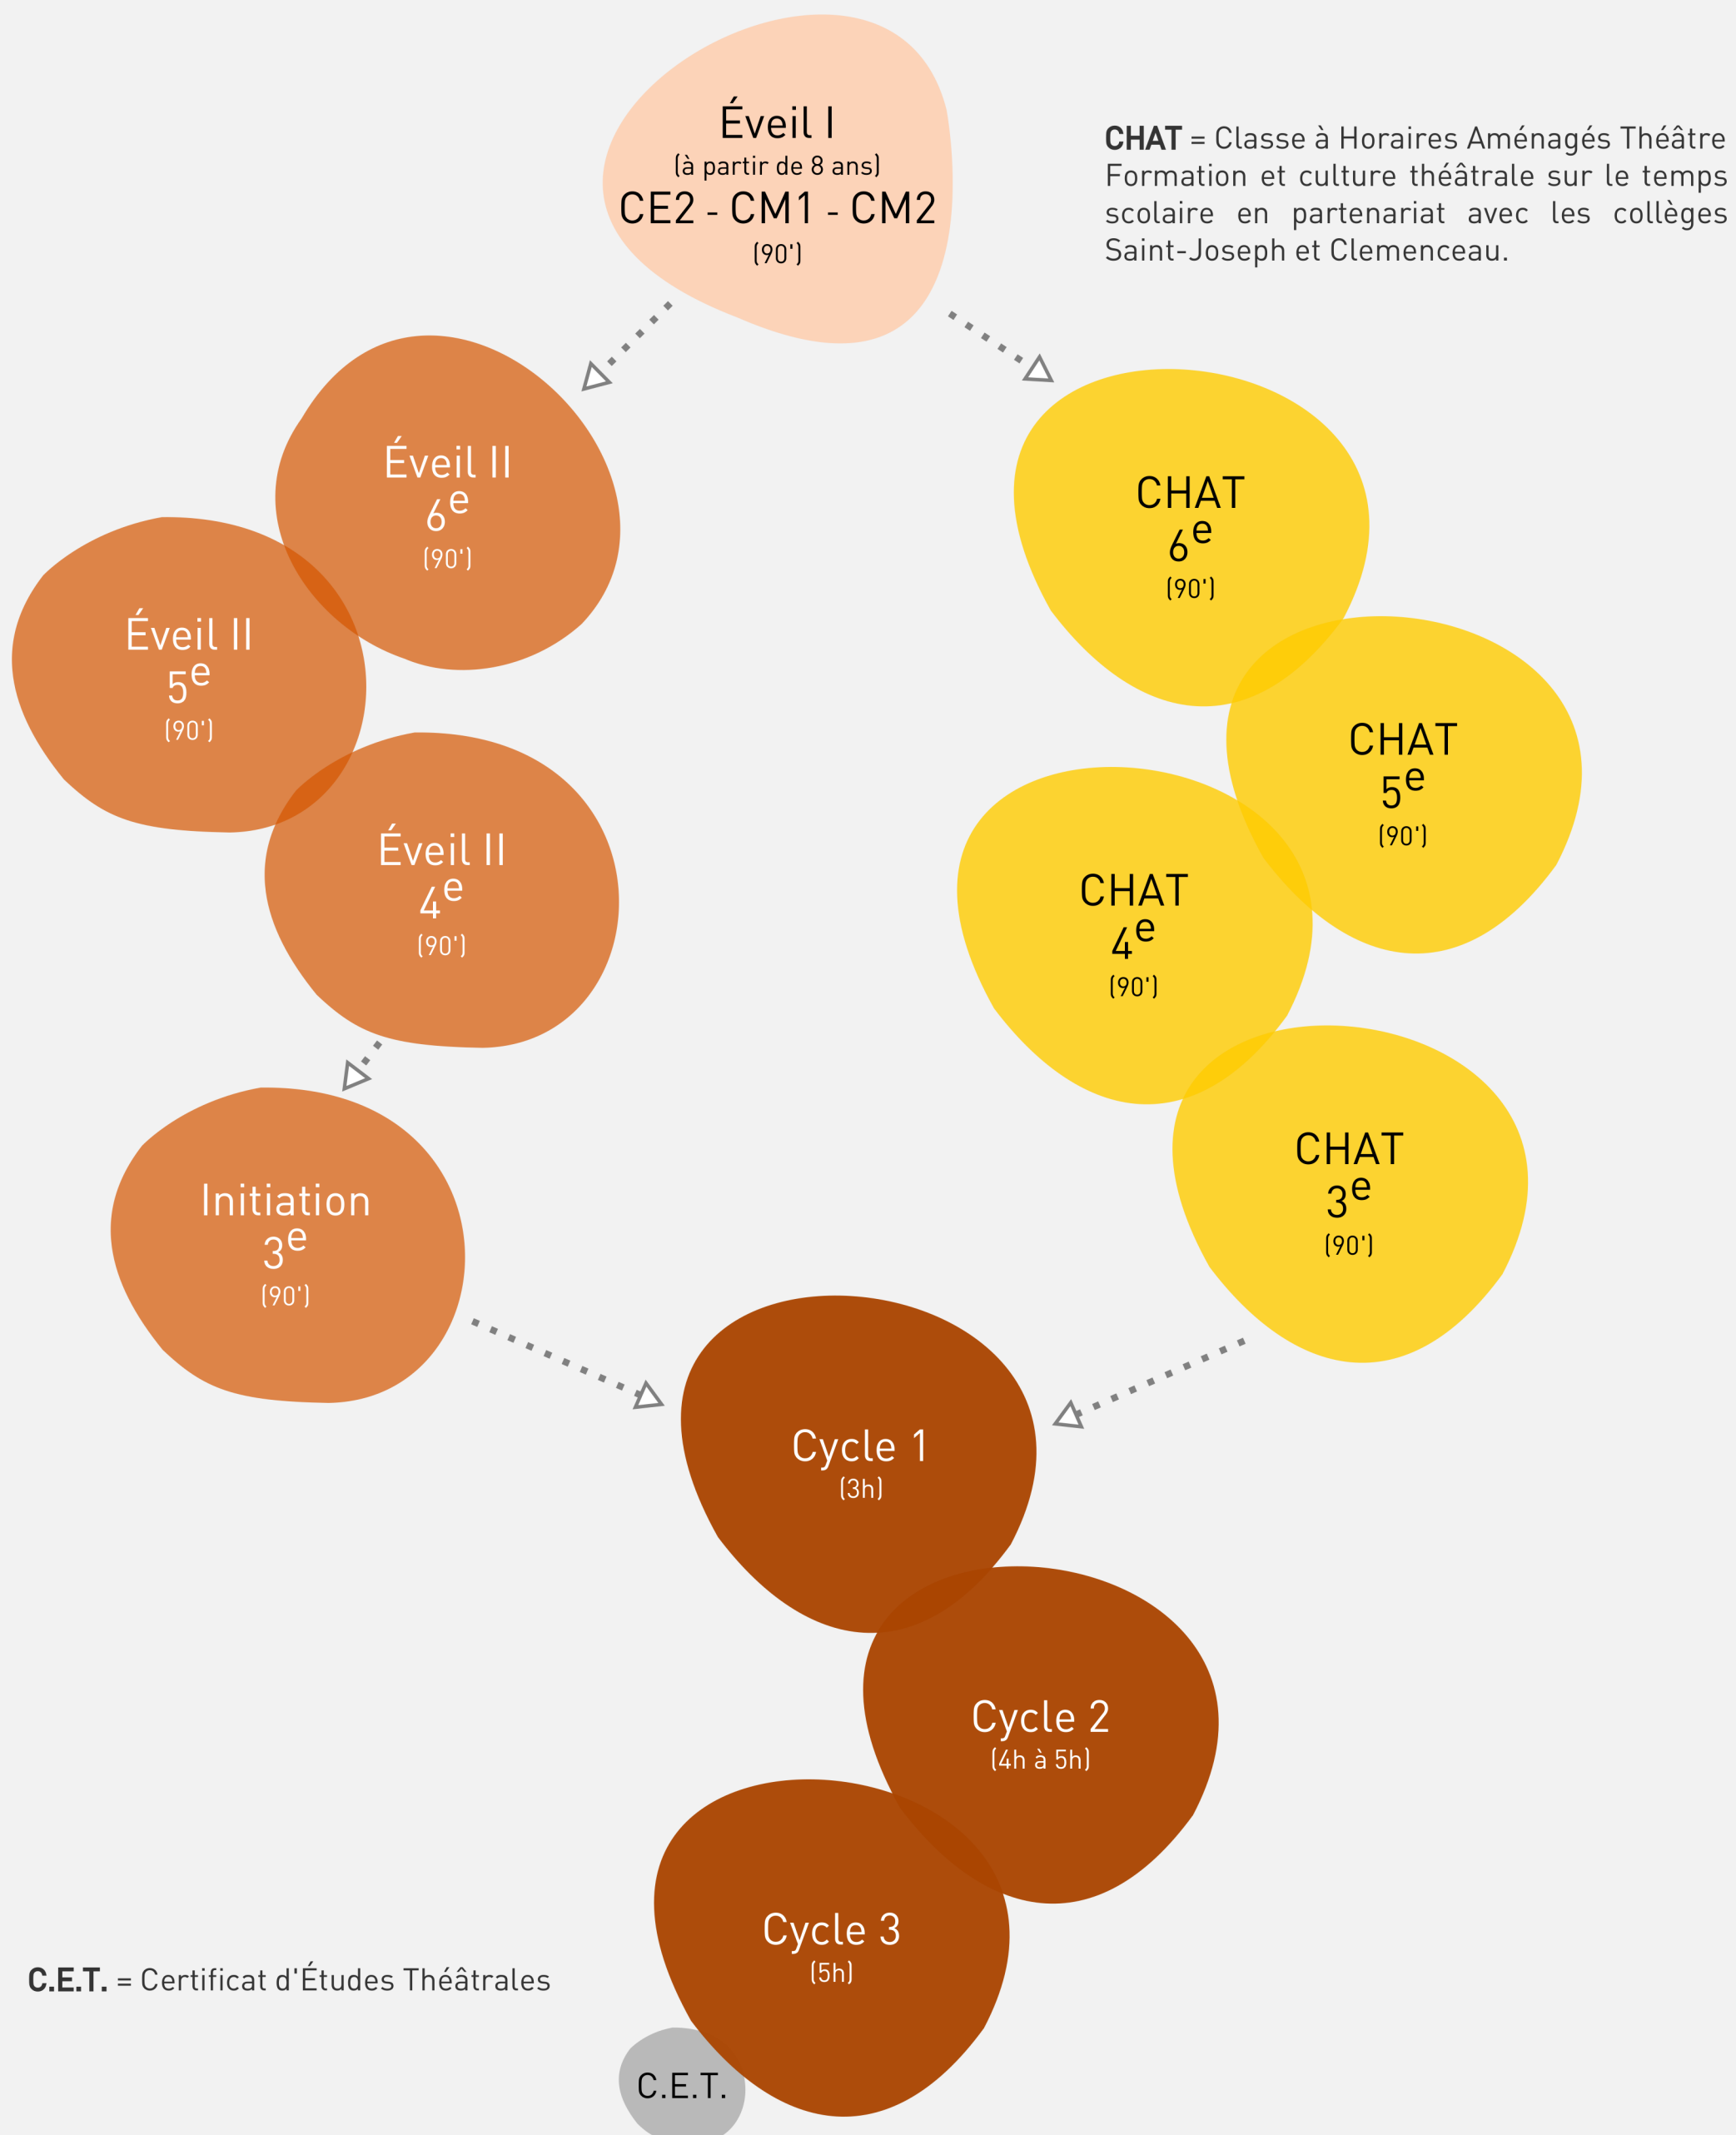 Éveil I
(à partir de 8 ans)
CE2 - CM1 - CM2
(90')
CHAT = Classe à Horaires Aménagés Théâtre
Formation et culture théâtrale sur le temps
scolaire en partenariat avec les collèges
Saint-Joseph et Clemenceau.
Éveil II
6e
(90')
Éveil II
5e
(90')
Éveil II
4e
(90')
Initiation
3e
(90')
CHAT
6e
(90')
CHAT
5e
(90')
CHAT
4e
(90')
CHAT
3e
(90')
Cycle 1
(3h)
Cycle 2
(4h à 5h)
Cycle 3
(5h)
C.E.T. = Certificat d'Études Théâtrales
C.E.T.